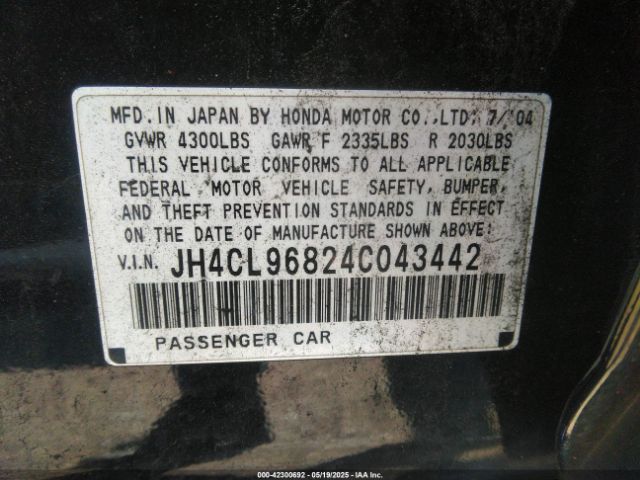 MFD. IN JAPAN BY HONDA MOTOR CO., LTD. 7/'04
GVWR 4300LBS GAWR F 2335LBS R 2030LBS
THIS VEHICLE CONFORMS TO ALL APPLICABLE
FEDERAL MOTOR VEHICLE SAFETY, BUMPER,
AND THEFT PREVENTION STANDARDS IN EFFECT
ON THE DATE OF MANUFACTURE SHOWN ABOVE.
V.I.N. JH4CL96824C043442
PASSENGER CAR
000-42300692 - 05/19/2025 - IAA Inc.